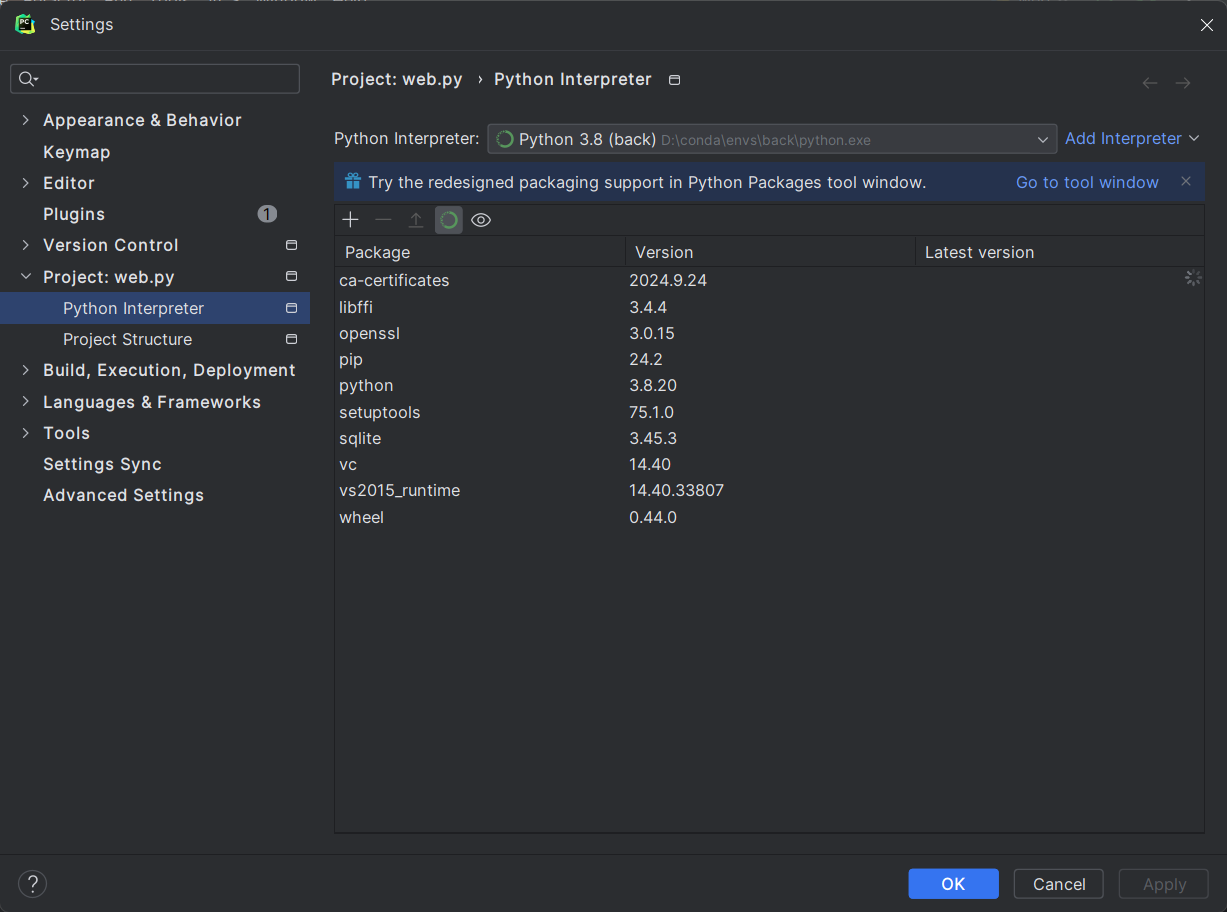 Settings
Project: web.py › Python Interpreter
Appearance & Behavior
Keymap
Editor
Plugins 1
Version Control
Project: web.py
Python Interpreter
Project Structure
Build, Execution, Deployment
Languages & Frameworks
Tools
Settings Sync
Advanced Settings
Python Interpreter: Python 3.8 (back) D:\conda\envs\back\python.exe Add Interpreter
Try the redesigned packaging support in Python Packages tool window. Go to tool window
Package Version Latest version
ca-certificates 2024.9.24
libffi 3.4.4
openssl 3.0.15
pip 24.2
python 3.8.20
setuptools 75.1.0
sqlite 3.45.3
vc 14.40
vs2015_runtime 14.40.33807
wheel 0.44.0
? OK Cancel Apply